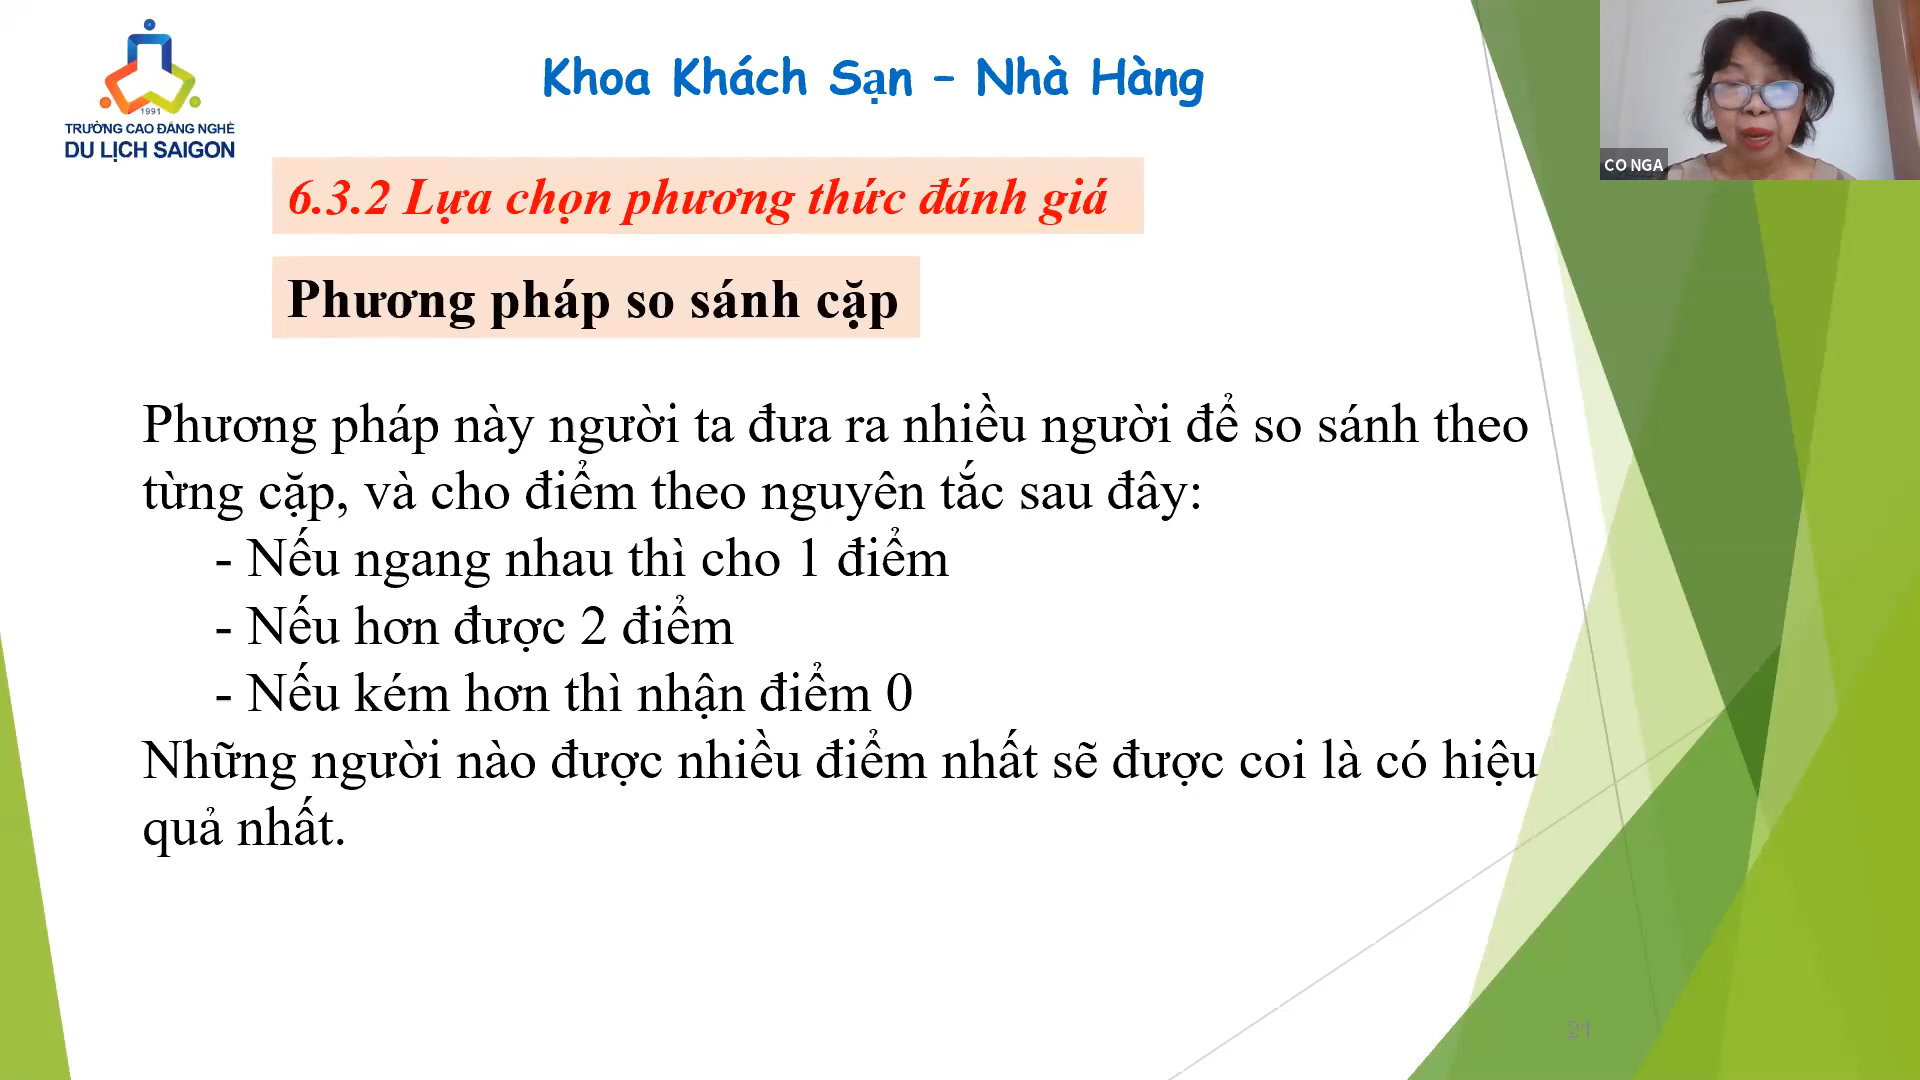 1991
TRƯỜNG CAO ĐẲNG NGHỀ
DU LỊCH SAIGON
Khoa Khách Sạn – Nhà Hàng
CO NGA
6.3.2 Lựa chọn phương thức đánh giá
Phương pháp so sánh cặp
Phương pháp này người ta đưa ra nhiều người để so sánh theo
từng cặp, và cho điểm theo nguyên tắc sau đây:
- Nếu ngang nhau thì cho 1 điểm
- Nếu hơn được 2 điểm
- Nếu kém hơn thì nhận điểm 0
Những người nào được nhiều điểm nhất sẽ được coi là có hiệu
quả nhất.
21